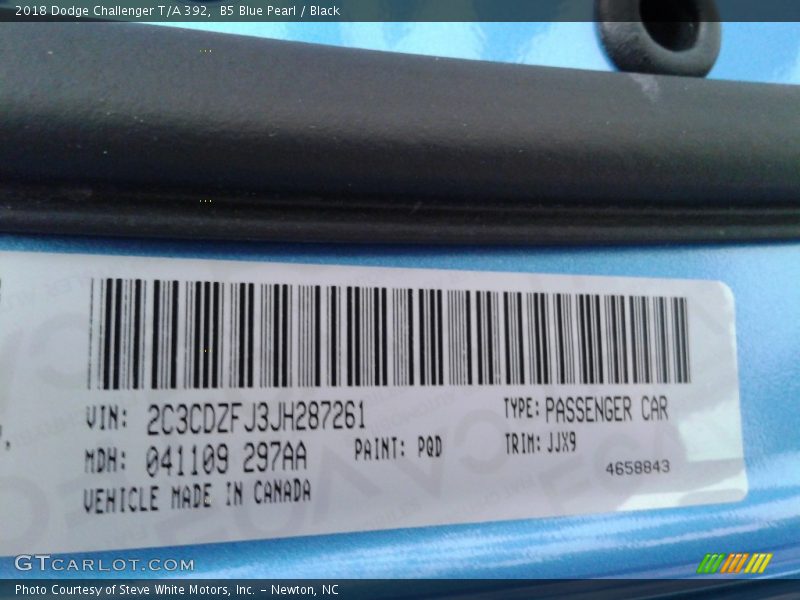 2018 Dodge Challenger T/A 392,  B5 Blue Pearl / Black
VIN: 2C3CDZFJ3JH287261
TYPE: PASSENGER CAR
MDH: 041109 297AA
PAINT: PQD
TRIM: JJX9
VEHICLE MADE IN CANADA
4658843
GTCARLOT.COM
Photo Courtesy of Steve White Motors, Inc. – Newton, NC